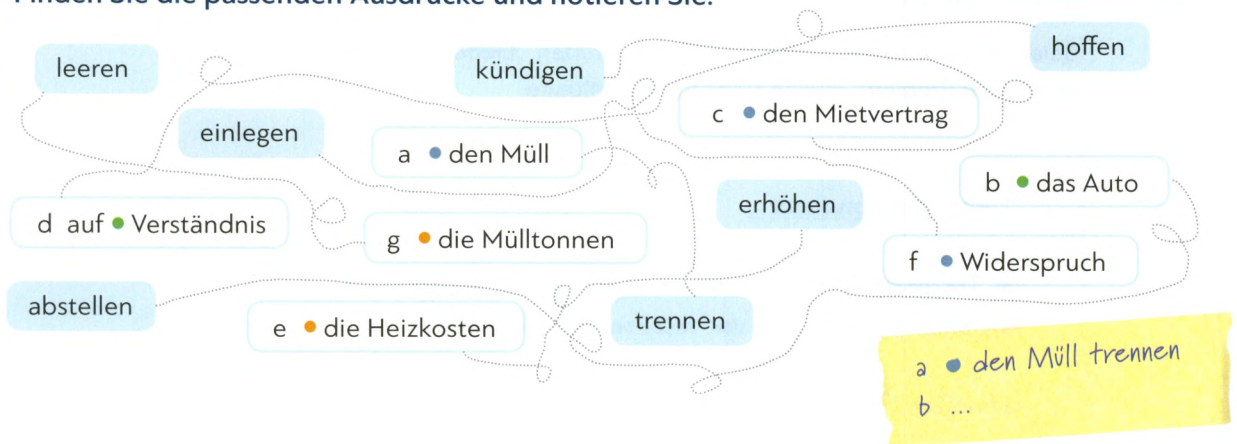 Finden Sie die passenden Ausdrücke und notieren Sie.
leeren
kündigen
hoffen
einlegen
a • den Müll
c • den Mietvertrag
b • das Auto
d auf • Verständnis
g • die Mülltonnen
erhöhen
f • Widerspruch
abstellen
e • die Heizkosten
trennen
a • den Müll trennen
b ...